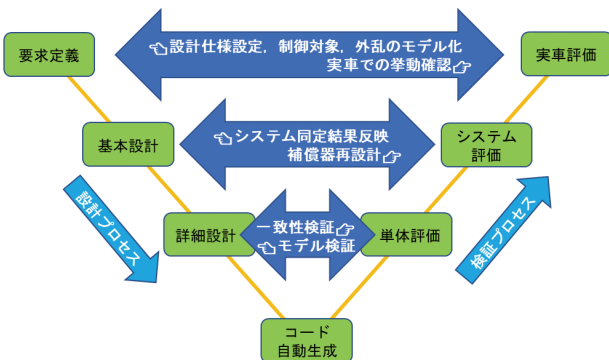 ☜設計仕様設定，制御対象，外乱のモデル化
実車での挙動確認☞
要求定義
実車評価
☜システム同定結果反映
補償器再設計☞
基本設計
システム
評価
設計プロセス
検証プロセス
一致性検証☞
☜モデル検証
詳細設計
単体評価
コード
自動生成